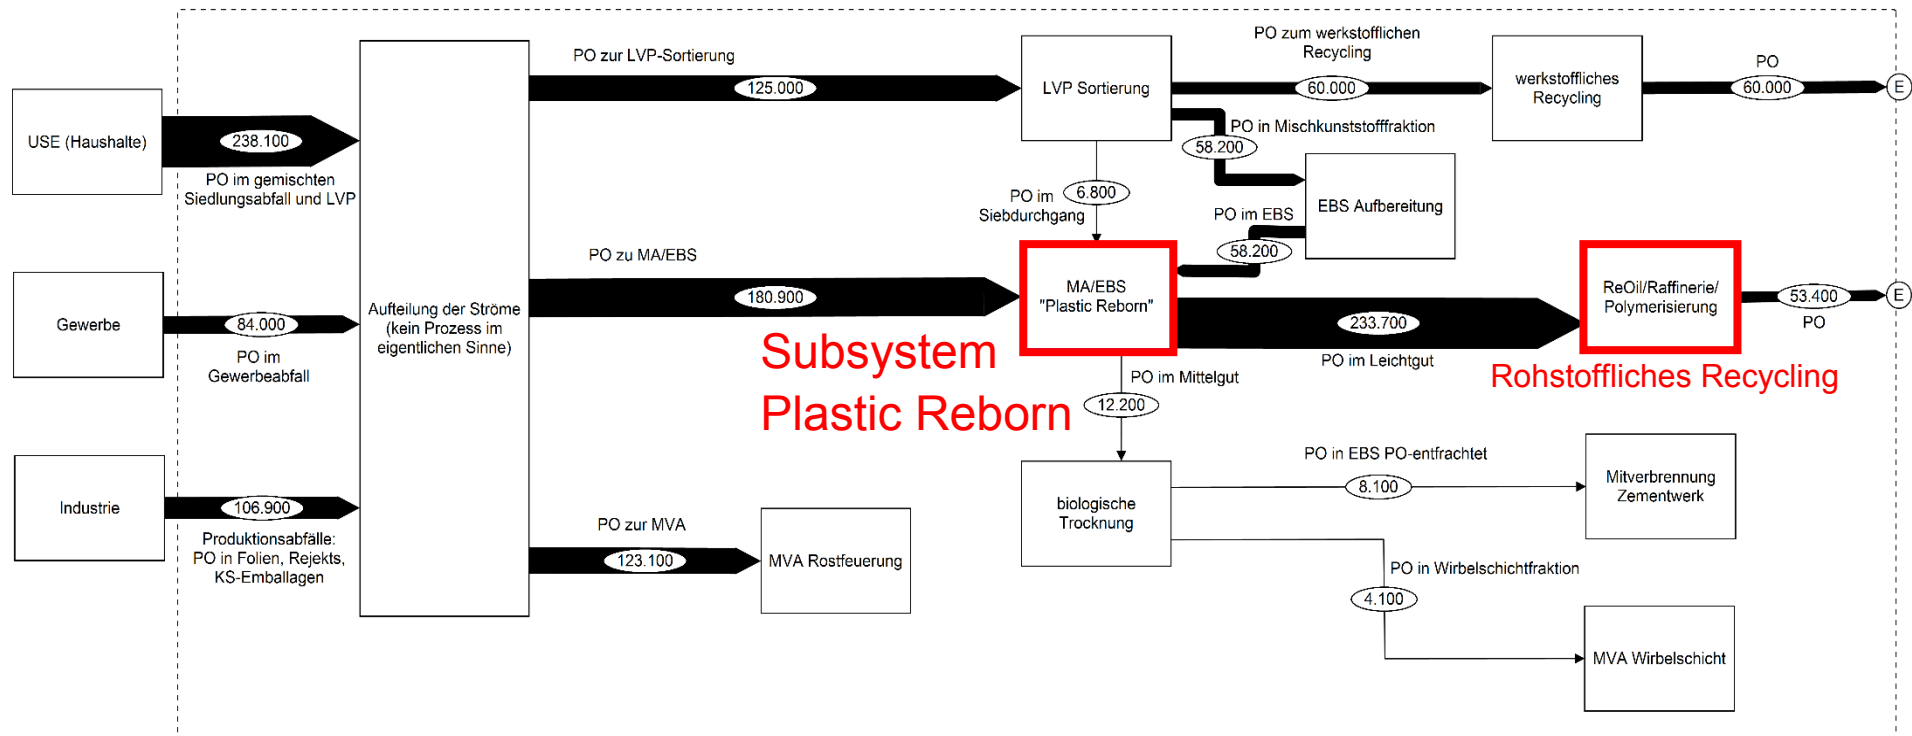 USE (Haushalte)
238.100
PO im gemischten
Siedlungsabfall und LVP
Gewerbe
84.000
PO im
Gewerbeabfall
Industrie
106.900
Produktionsabfälle:
PO in Folien, Rejekts,
KS-Emballagen
Aufteilung der Ströme
(kein Prozess im
eigentlichen Sinne)
PO zur LVP-Sortierung
125.000
PO zu MA/EBS
180.900
PO zur MVA
123.100
MVA Rostfeuerung
LVP Sortierung
PO zum werkstofflichen
Recycling
60.000
werkstoffliches
Recycling
PO
60.000
E
PO in Mischkunststofffraktion
58.200
EBS Aufbereitung
PO im
Siebdurchgang
6.800
PO im EBS
58.200
MA/EBS
"Plastic Reborn"
Subsystem
Plastic Reborn
233.700
PO im Leichtgut
ReOil/Raffinerie/
Polymerisierung
53.400
PO
E
Rohstoffliches Recycling
PO im Mittelgut
12.200
biologische
Trocknung
PO in EBS PO-entfrachtet
8.100
Mitverbrennung
Zementwerk
PO in Wirbelschichtfraktion
4.100
MVA Wirbelschicht